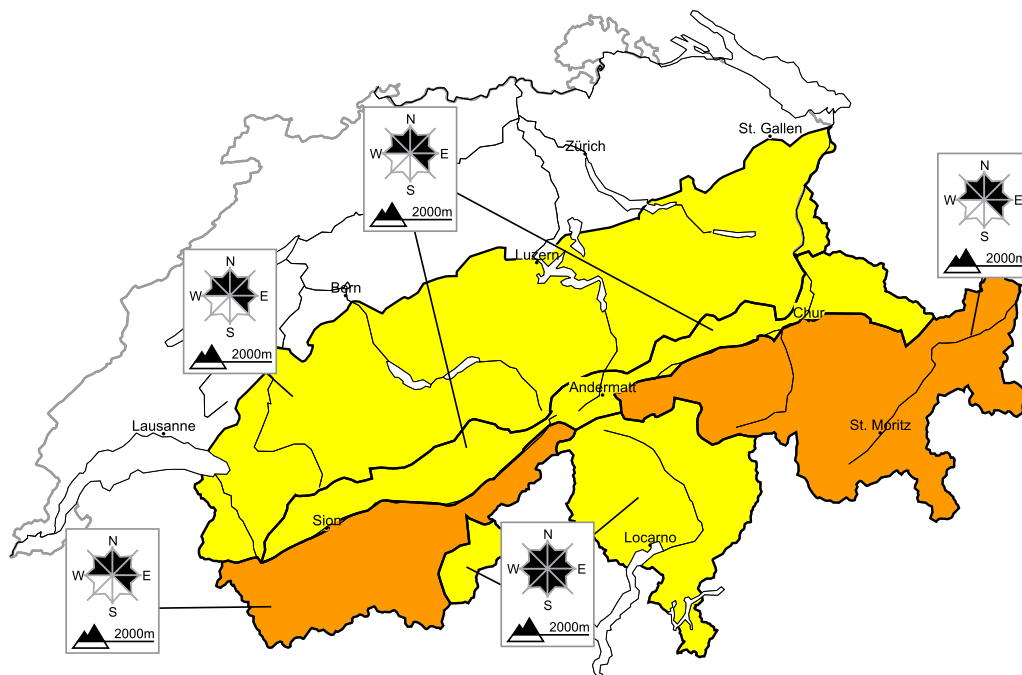 St. Gallen
Zürich
N
W E
S
2000m
N
W E
S
2000m
Luzern
N
W E
S
2000m
Bern
Chur
Andermatt
Lausanne
St. Moritz
Sion
Locarno
N
W E
S
2000m
N
W E
S
2000m